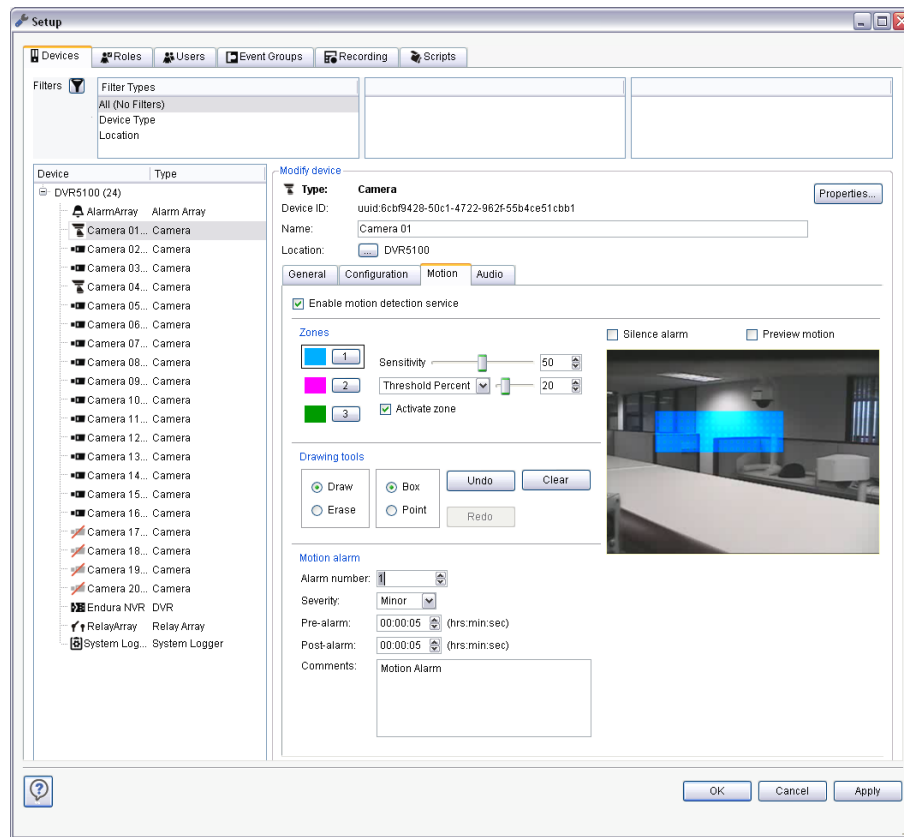 Setup
Devices Roles Users Event Groups Recording Scripts
Filters Filter Types
All (No Filters)
Device Type
Location
Device Type
DVR5100 (24)
AlarmArray Alarm Array
Camera 01... Camera
Camera 02... Camera
Camera 03... Camera
Camera 04... Camera
Camera 05... Camera
Camera 06... Camera
Camera 07... Camera
Camera 08... Camera
Camera 09... Camera
Camera 10... Camera
Camera 11... Camera
Camera 12... Camera
Camera 13... Camera
Camera 14... Camera
Camera 15... Camera
Camera 16... Camera
Camera 17... Camera
Camera 18... Camera
Camera 19... Camera
Camera 20... Camera
Endura NVR DVR
RelayArray Relay Array
System Log... System Logger
Modify device
Type: Camera
Properties...
Device ID: uuid:6cbf9428-50c1-4722-962f-55b4ce51cbb1
Name: Camera 01
Location: ... DVR5100
General Configuration Motion Audio
Enable motion detection service
Zones
Silence alarm Preview motion
1 Sensitivity 50
2 Threshold Percent 20
3 Activate zone
Drawing tools
Draw Box Undo Clear
Erase Point Redo
Motion alarm
Alarm number: 1
Severity: Minor
Pre-alarm: 00:00:05 (hrs:min:sec)
Post-alarm: 00:00:05 (hrs:min:sec)
Comments: Motion Alarm
? OK Cancel Apply